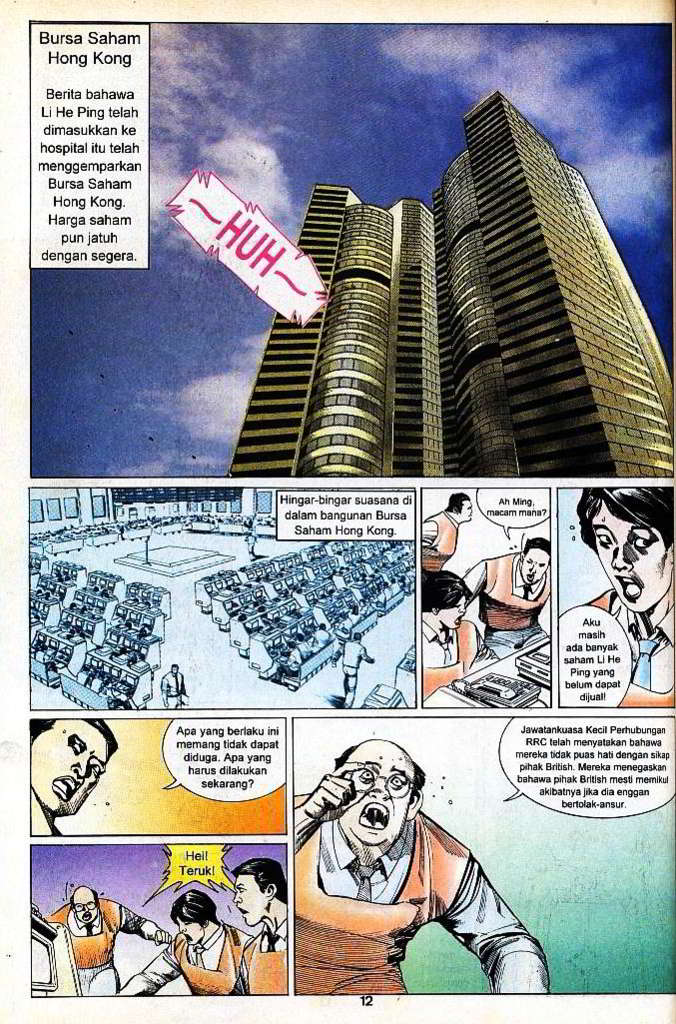 Bursa Saham
Hong Kong
Berita bahawa
Li He Ping telah
dimasukkan ke
hospital itu telah
menggemparkan
Bursa Saham
Hong Kong.
Harga saham
pun jatuh
dengan segera.
~HUH~
Hingar-bingar suasana di
dalam bangunan Bursa
Saham Hong Kong.
Ah Ming,
macam mana?
Aku
masih
ada banyak
saham Li He
Ping yang
belum dapat
dijual!
Apa yang berlaku ini
memang tidak dapat
diduga. Apa yang
harus dilakukan
sekarang?
Jawatankuasa Kecil Perhubungan
RRC telah menyatakan bahawa
mereka tidak puas hati dengan sikap
pihak British. Mereka menegaskan
bahawa pihak British mesti memikul
akibatnya jika dia enggan
bertolak-ansur.
Hei!
Teruk!
12